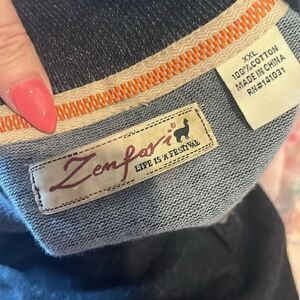 Zenfari®
LIFE IS A FESTIVAL
XXL
100%COTTON
MADE IN CHINA
RN#141031